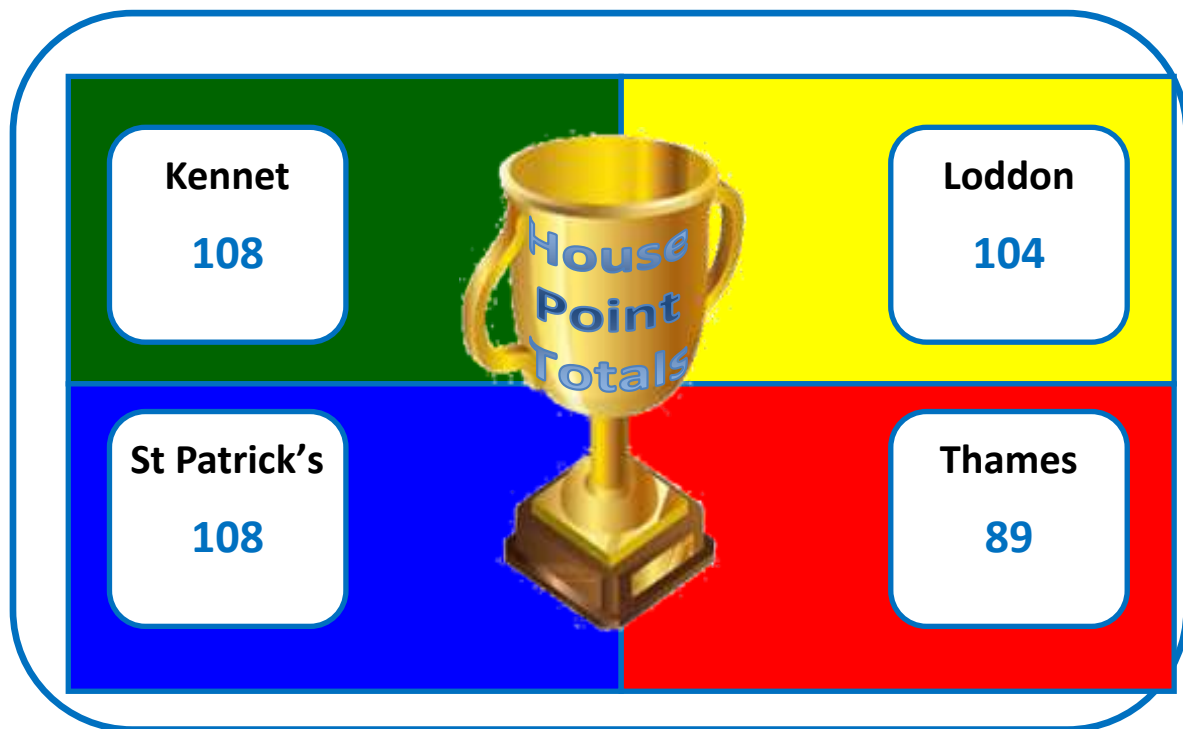 Kennet
108
Loddon
104
House
Point
Totals
St Patrick’s
108
Thames
89